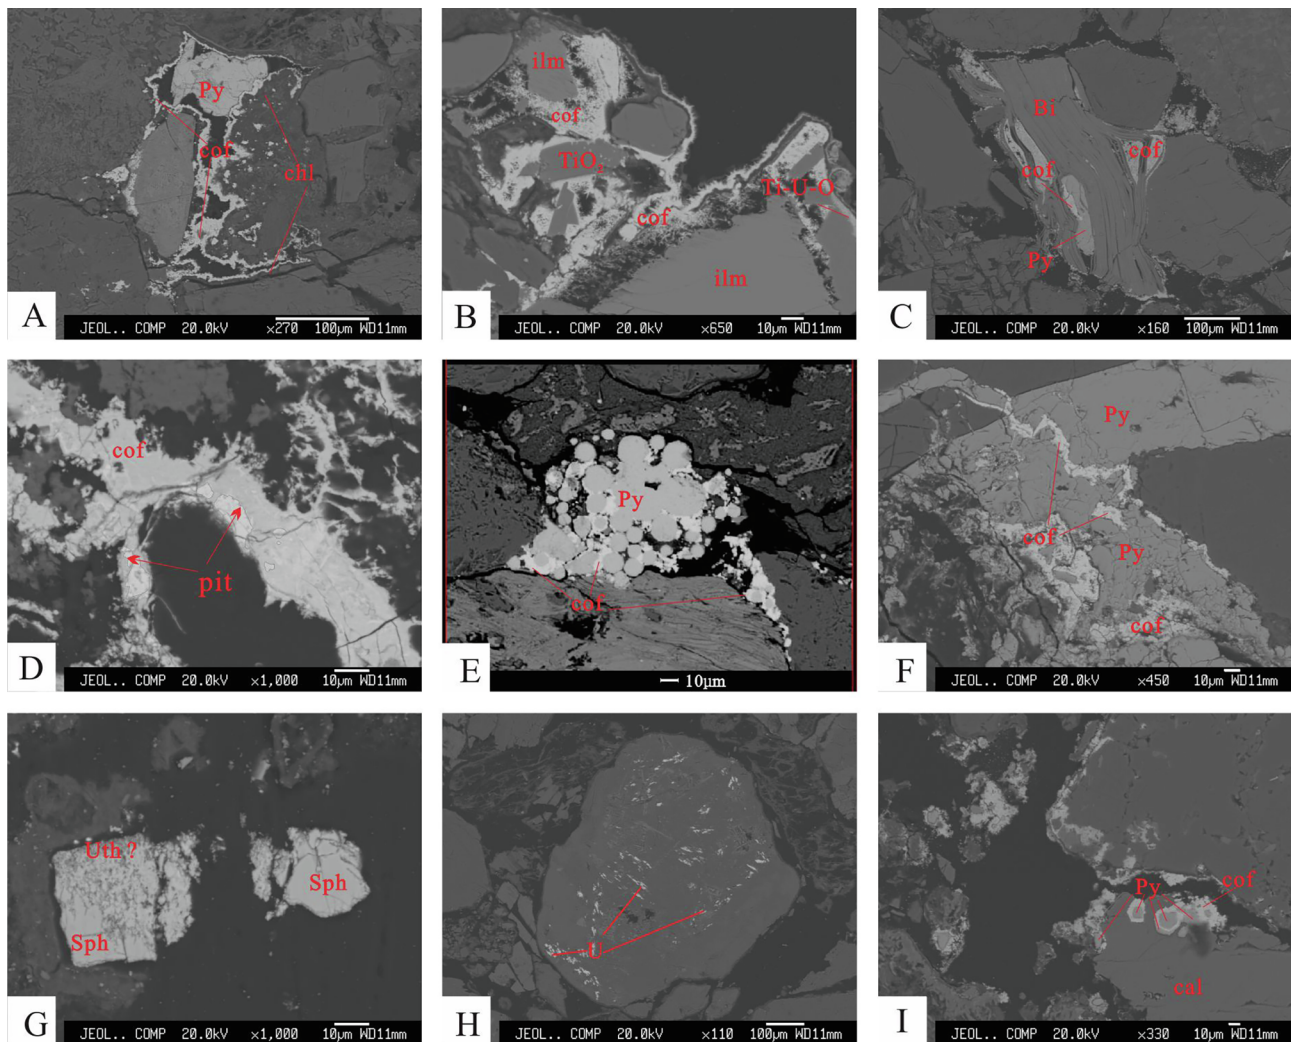 Py
cof
chl
A
JEOL.. COMP 20.0kV ×270 100μm WD11mm
ilm
cof
TiO₂
Ti-U-O
cof
ilm
B
JEOL.. COMP 20.0kV ×650 10μm WD11mm
Bi
cof
cof
Py
C
JEOL.. COMP 20.0kV ×160 100μm WD11mm
cof
pit
D
JEOL.. COMP 20.0kV ×1,000 10μm WD11mm
Py
cof
E
10μm
Py
cof
Py
cof
F
JEOL.. COMP 20.0kV ×450 10μm WD11mm
Uth ?
Sph
Sph
G
JEOL.. COMP 20.0kV ×1,000 10μm WD11mm
U
H
JEOL.. COMP 20.0kV ×110 100μm WD11mm
Py
cof
cal
I
JEOL.. COMP 20.0kV ×330 10μm WD11mm